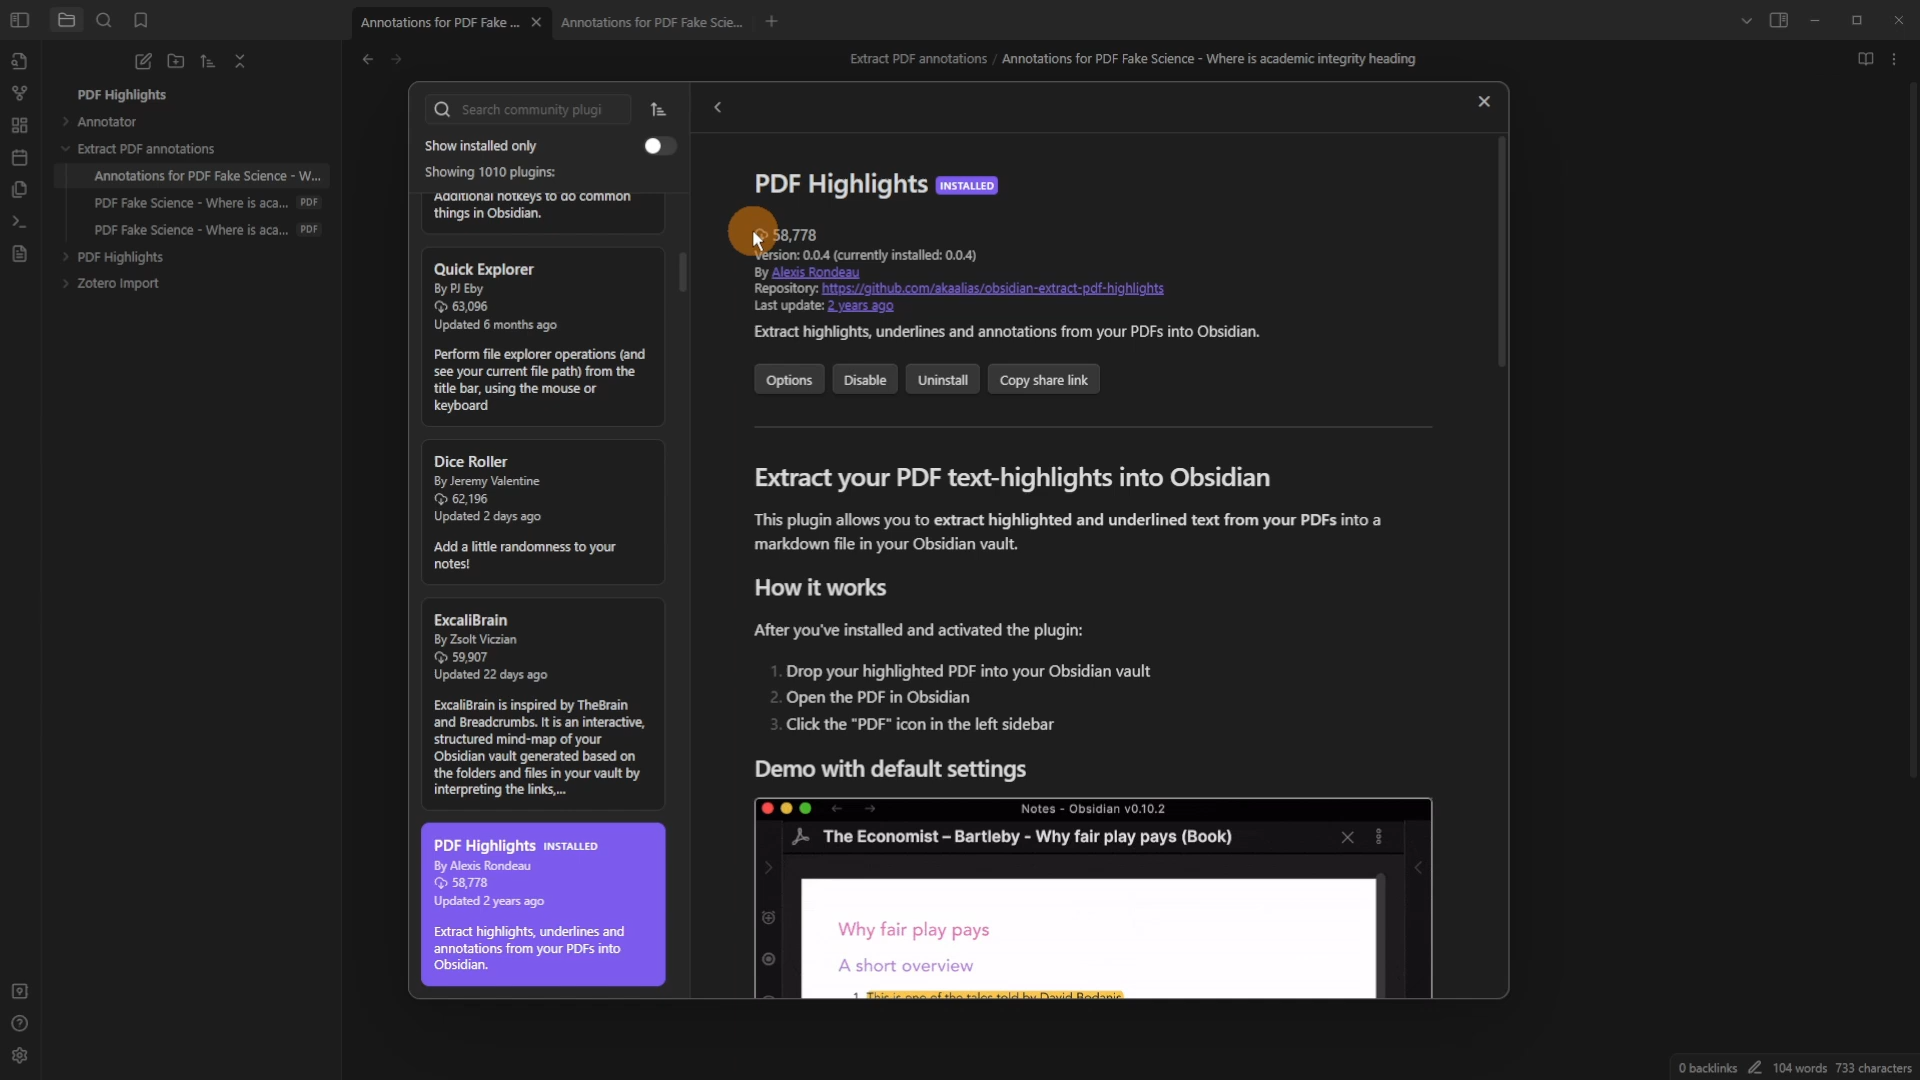 Annotations for PDF Fake ...
Annotations for PDF Fake Scie...
Extract PDF annotations / Annotations for PDF Fake Science - Where is academic integrity heading
PDF Highlights
Annotator
Extract PDF annotations
Annotations for PDF Fake Science - W...
PDF Fake Science - Where is aca... PDF
PDF Fake Science - Where is aca... PDF
PDF Highlights
Zotero Import
Search community plugi
Show installed only
Showing 1010 plugins:
Additional hotkeys to do common
things in Obsidian.
Quick Explorer
By PJ Eby
63,096
Updated 6 months ago
Perform file explorer operations (and
see your current file path) from the
title bar, using the mouse or
keyboard
Dice Roller
By Jeremy Valentine
62,196
Updated 2 days ago
Add a little randomness to your
notes!
ExcaliBrain
By Zsolt Viczian
59,907
Updated 22 days ago
ExcaliBrain is inspired by TheBrain
and Breadcrumbs. It is an interactive,
structured mind-map of your
Obsidian vault generated based on
the folders and files in your vault by
interpreting the links,...
PDF Highlights INSTALLED
By Alexis Rondeau
58,778
Updated 2 years ago
Extract highlights, underlines and
annotations from your PDFs into
Obsidian.
PDF Highlights INSTALLED
58,778
Version: 0.0.4 (currently installed: 0.0.4)
By Alexis Rondeau
Repository: https://github.com/akaalias/obsidian-extract-pdf-highlights
Last update: 2 years ago
Extract highlights, underlines and annotations from your PDFs into Obsidian.
Options Disable Uninstall Copy share link
Extract your PDF text-highlights into Obsidian
This plugin allows you to extract highlighted and underlined text from your PDFs into a
markdown file in your Obsidian vault.
How it works
After you've installed and activated the plugin:
1. Drop your highlighted PDF into your Obsidian vault
2. Open the PDF in Obsidian
3. Click the "PDF" icon in the left sidebar
Demo with default settings
Notes - Obsidian v0.10.2
The Economist – Bartleby - Why fair play pays (Book)
Why fair play pays
A short overview
1. This is one of the tales told by David Bodanis
0 backlinks 104 words 733 characters